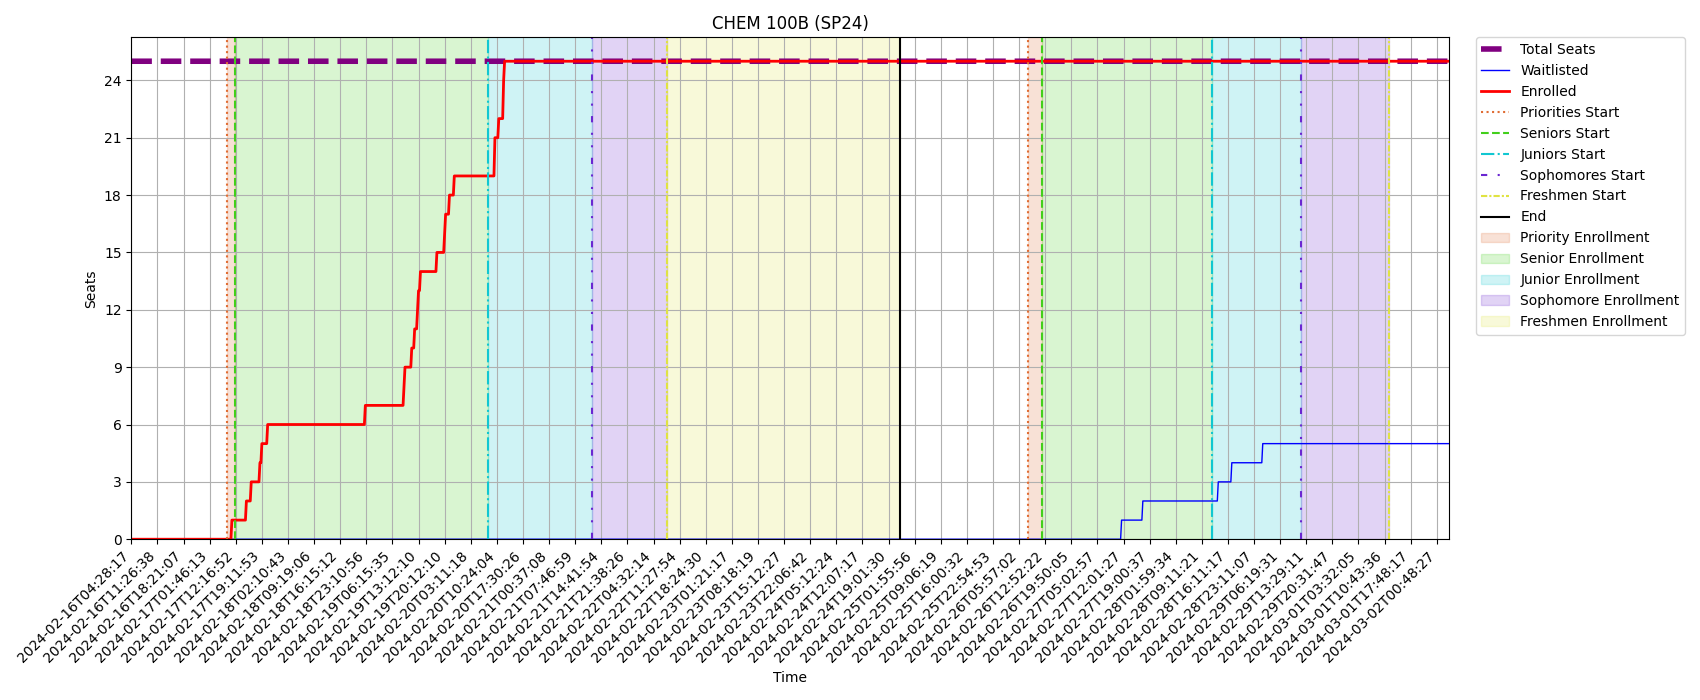 CHEM 100B (SP24)
Seats
24
21
18
15
12
9
6
3
0
2024-02-16T04:28:17
2024-02-16T11:26:38
2024-02-16T18:21:07
2024-02-17T01:46:13
2024-02-17T12:16:52
2024-02-17T19:11:53
2024-02-18T02:10:43
2024-02-18T09:19:06
2024-02-18T16:15:12
2024-02-18T23:10:56
2024-02-19T06:15:35
2024-02-19T13:12:10
2024-02-19T20:12:10
2024-02-20T03:11:18
2024-02-20T10:24:04
2024-02-20T17:30:26
2024-02-21T00:37:08
2024-02-21T07:46:59
2024-02-21T14:41:54
2024-02-21T21:38:26
2024-02-22T04:32:14
2024-02-22T11:27:54
2024-02-22T18:24:30
2024-02-23T01:21:17
2024-02-23T08:18:19
2024-02-23T15:12:27
2024-02-23T22:06:42
2024-02-24T05:12:24
2024-02-24T12:07:17
2024-02-24T19:01:30
2024-02-25T01:55:56
2024-02-25T09:06:19
2024-02-25T16:00:32
2024-02-25T22:54:53
2024-02-26T05:57:02
2024-02-26T12:52:22
2024-02-26T19:50:05
2024-02-27T05:02:57
2024-02-27T12:01:27
2024-02-27T19:00:37
2024-02-28T01:59:34
2024-02-28T09:11:21
2024-02-28T16:11:17
2024-02-28T23:11:07
2024-02-29T06:19:31
2024-02-29T13:29:11
2024-02-29T20:31:47
2024-03-01T03:32:05
2024-03-01T10:43:36
2024-03-01T17:48:17
2024-03-02T00:48:27
Time
Total Seats
Waitlisted
Enrolled
Priorities Start
Seniors Start
Juniors Start
Sophomores Start
Freshmen Start
End
Priority Enrollment
Senior Enrollment
Junior Enrollment
Sophomore Enrollment
Freshmen Enrollment